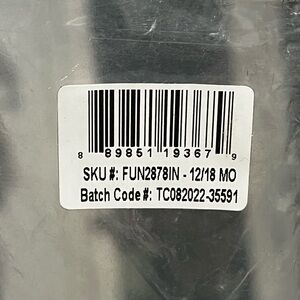 8 89851 19367 9
SKU #: FUN2878IN - 12/18 MO
Batch Code #: TC082022-35591